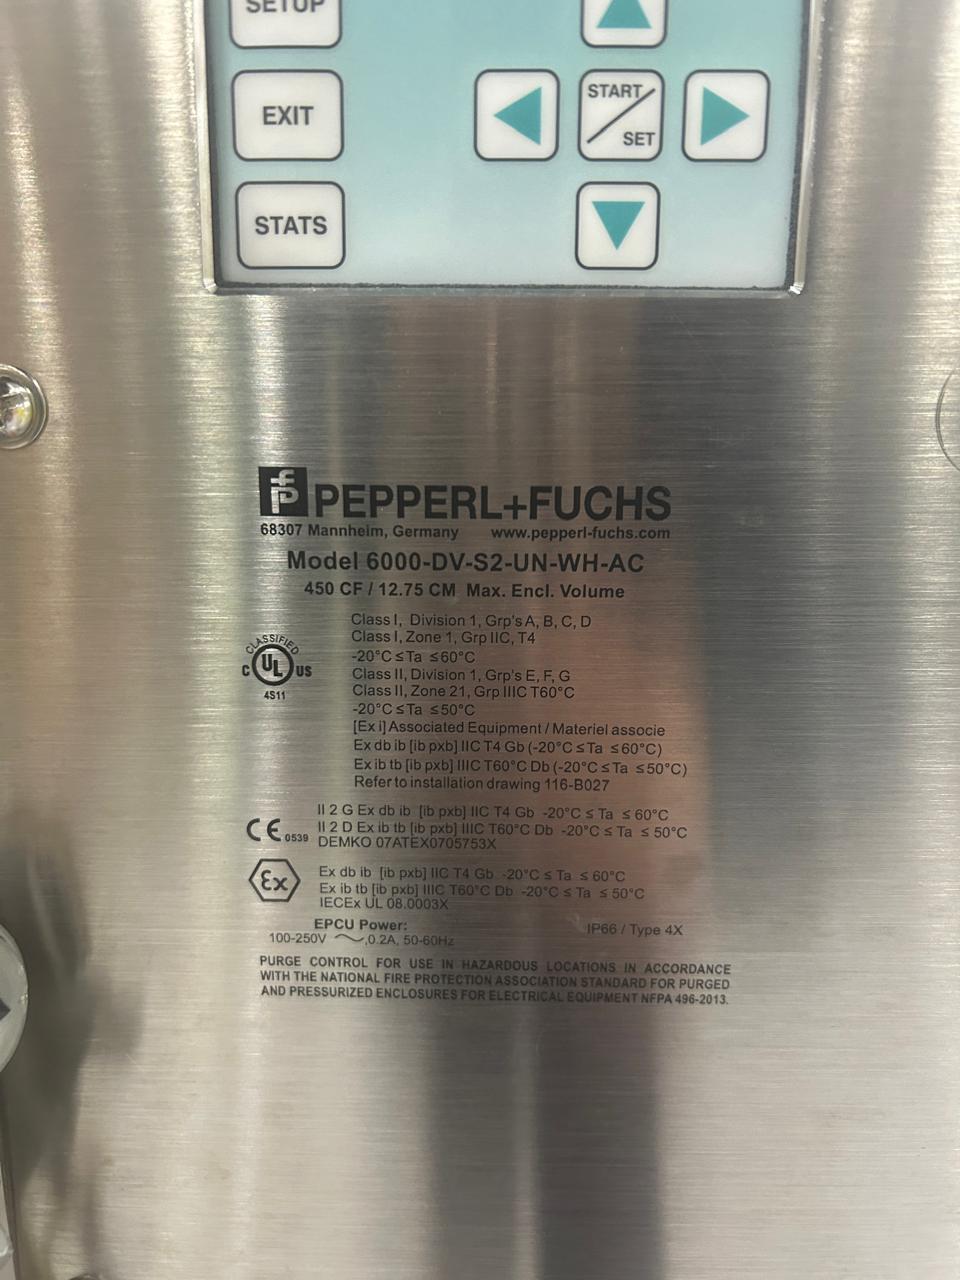 SETUP
EXIT
START
SET
STATS
PEPPERL+FUCHS
68307 Mannheim, Germany www.pepperl-fuchs.com
Model 6000-DV-S2-UN-WH-AC
450 CF / 12.75 CM Max. Encl. Volume
Class I, Division 1, Grp's A, B, C, D
Class I, Zone 1, Grp IIC, T4
-20°C ≤Ta ≤60°C
Class II, Division 1, Grp's E, F, G
Class II, Zone 21, Grp IIIC T60°C
-20°C ≤Ta ≤50°C
CLASSIFIED
C UL US
4S11
[Ex i] Associated Equipment / Materiel associe
Ex db ib [ib pxb] IIC T4 Gb (-20°C ≤Ta ≤60°C)
Ex ib tb [ib pxb] IIIC T60°C Db (-20°C ≤Ta ≤50°C)
Refer to installation drawing 116-B027
II 2 G Ex db ib [ib pxb] IIC T4 Gb -20°C ≤ Ta ≤ 60°C
II 2 D Ex ib tb [ib pxb] IIIC T60°C Db -20°C ≤ Ta ≤ 50°C
CE 0539
DEMKO 07ATEX0705753X
Ex
Ex db ib [ib pxb] IIC T4 Gb -20°C ≤ Ta ≤ 60°C
Ex ib tb [ib pxb] IIIC T60°C Db -20°C ≤ Ta ≤ 50°C
IECEx UL 08.0003X
EPCU Power:
100-250V ~,0.2A, 50-60Hz
IP66 / Type 4X
PURGE CONTROL FOR USE IN HAZARDOUS LOCATIONS IN ACCORDANCE
WITH THE NATIONAL FIRE PROTECTION ASSOCIATION STANDARD FOR PURGED
AND PRESSURIZED ENCLOSURES FOR ELECTRICAL EQUIPMENT NFPA 496-2013.